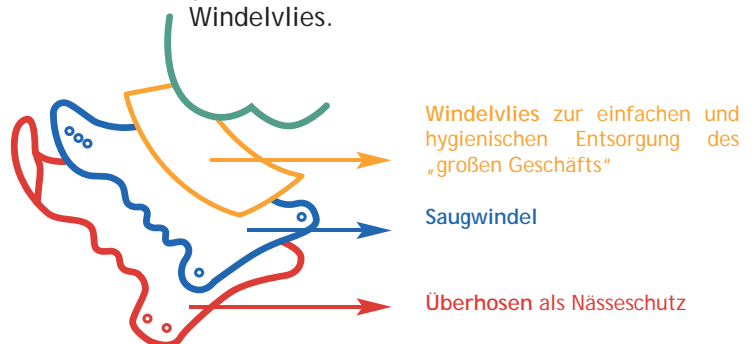 Windelvlies.
Windelvlies zur einfachen und
hygienischen Entsorgung des
„großen Geschäfts“
Saugwindel
Überhosen als Nässeschutz